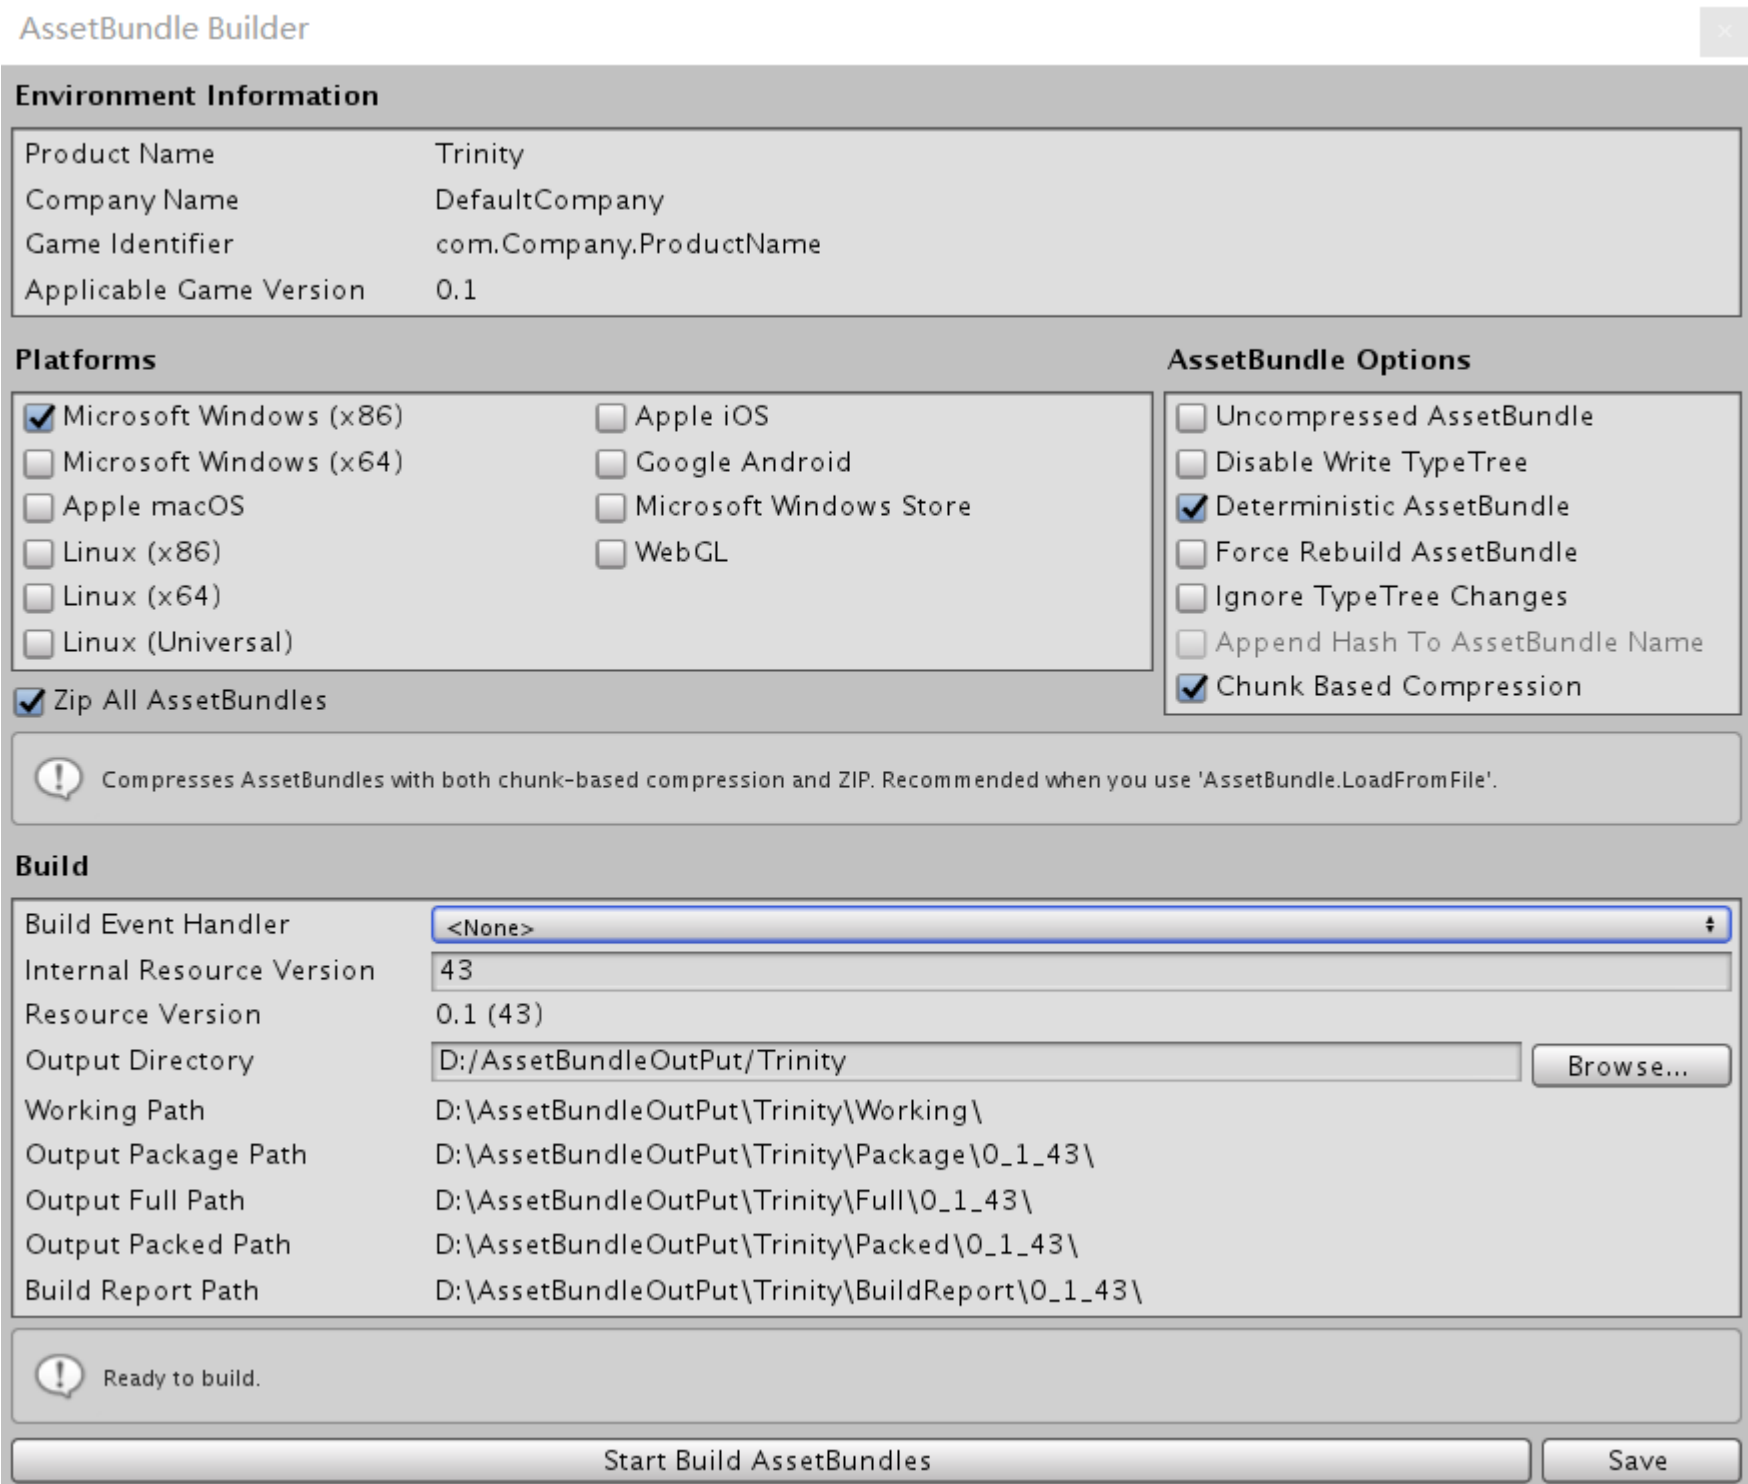 AssetBundle Builder
Environment Information
Product Name Trinity
Company Name DefaultCompany
Game Identifier com.Company.ProductName
Applicable Game Version 0.1
Platforms
Microsoft Windows (x86) Apple iOS
Microsoft Windows (x64) Google Android
Apple macOS Microsoft Windows Store
Linux (x86) WebGL
Linux (x64)
Linux (Universal)
Zip All AssetBundles
AssetBundle Options
Uncompressed AssetBundle
Disable Write TypeTree
Deterministic AssetBundle
Force Rebuild AssetBundle
Ignore TypeTree Changes
Append Hash To AssetBundle Name
Chunk Based Compression
Compresses AssetBundles with both chunk-based compression and ZIP. Recommended when you use 'AssetBundle.LoadFromFile'.
Build
Build Event Handler <None>
Internal Resource Version 43
Resource Version 0.1 (43)
Output Directory D:/AssetBundleOutPut/Trinity Browse...
Working Path D:\AssetBundleOutPut\Trinity\Working\
Output Package Path D:\AssetBundleOutPut\Trinity\Package\0_1_43\
Output Full Path D:\AssetBundleOutPut\Trinity\Full\0_1_43\
Output Packed Path D:\AssetBundleOutPut\Trinity\Packed\0_1_43\
Build Report Path D:\AssetBundleOutPut\Trinity\BuildReport\0_1_43\
Ready to build.
Start Build AssetBundles Save